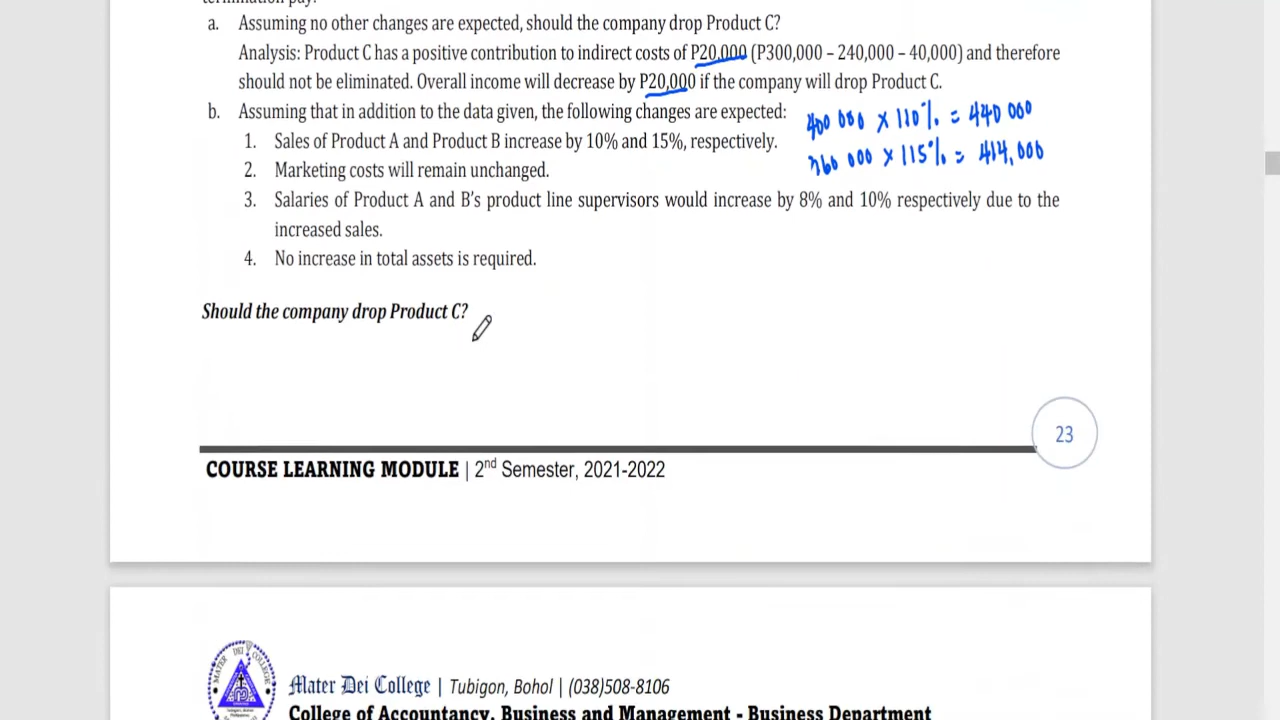 a. Assuming no other changes are expected, should the company drop Product C?
Analysis: Product C has a positive contribution to indirect costs of P20,000 (P300,000 – 240,000 – 40,000) and therefore
should not be eliminated. Overall income will decrease by P20,000 if the company will drop Product C.
b. Assuming that in addition to the data given, the following changes are expected:
400 000 x 110% = 440 000
1. Sales of Product A and Product B increase by 10% and 15%, respectively.
360 000 x 115% = 414,000
2. Marketing costs will remain unchanged.
3. Salaries of Product A and B's product line supervisors would increase by 8% and 10% respectively due to the
increased sales.
4. No increase in total assets is required.
Should the company drop Product C?
23
COURSE LEARNING MODULE | 2nd Semester, 2021-2022
Mater Dei College | Tubigon, Bohol | (038)508-8106
College of Accountancy, Business and Management - Business Department